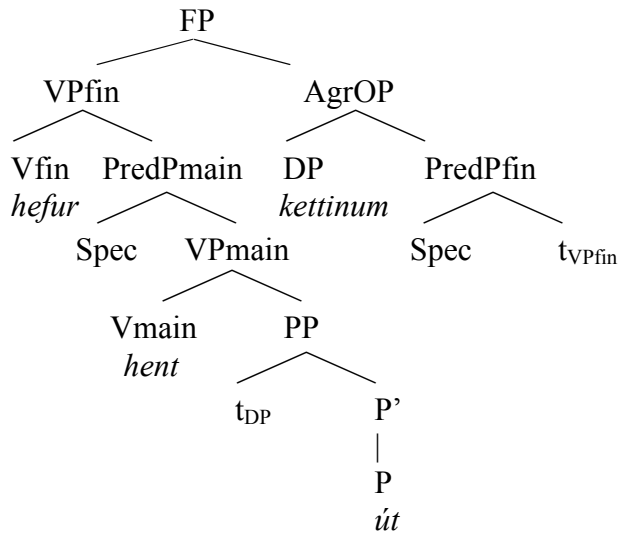 FP
VPfin AgrOP
Vfin PredPmain DP PredPfin
hefur kettinum
Spec VPmain Spec tVPfin
Vmain PP
hent
tDP P’
P
út